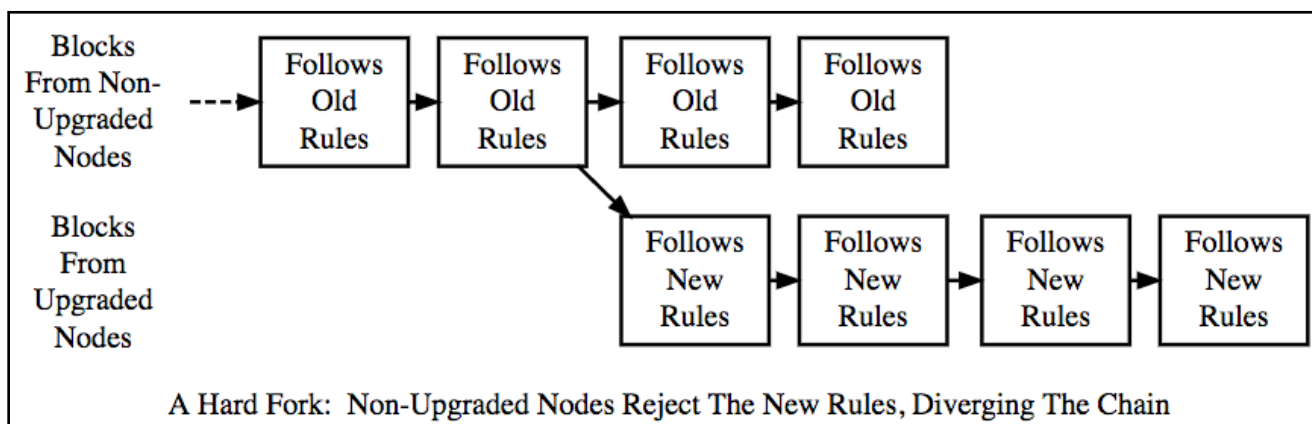 Blocks
From Non-
Upgraded
Nodes
Follows
Old
Rules
Follows
Old
Rules
Follows
Old
Rules
Follows
Old
Rules
Blocks
From
Upgraded
Nodes
Follows
New
Rules
Follows
New
Rules
Follows
New
Rules
Follows
New
Rules
A Hard Fork: Non-Upgraded Nodes Reject The New Rules, Diverging The Chain